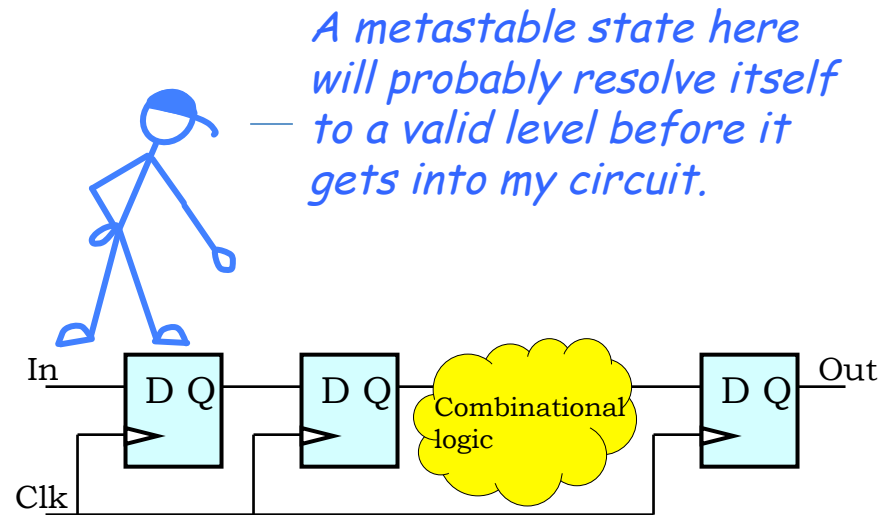 A metastable state here
will probably resolve itself
to a valid level before it
gets into my circuit.
In
D Q
D Q
Combinational
logic
D Q
Out
Clk